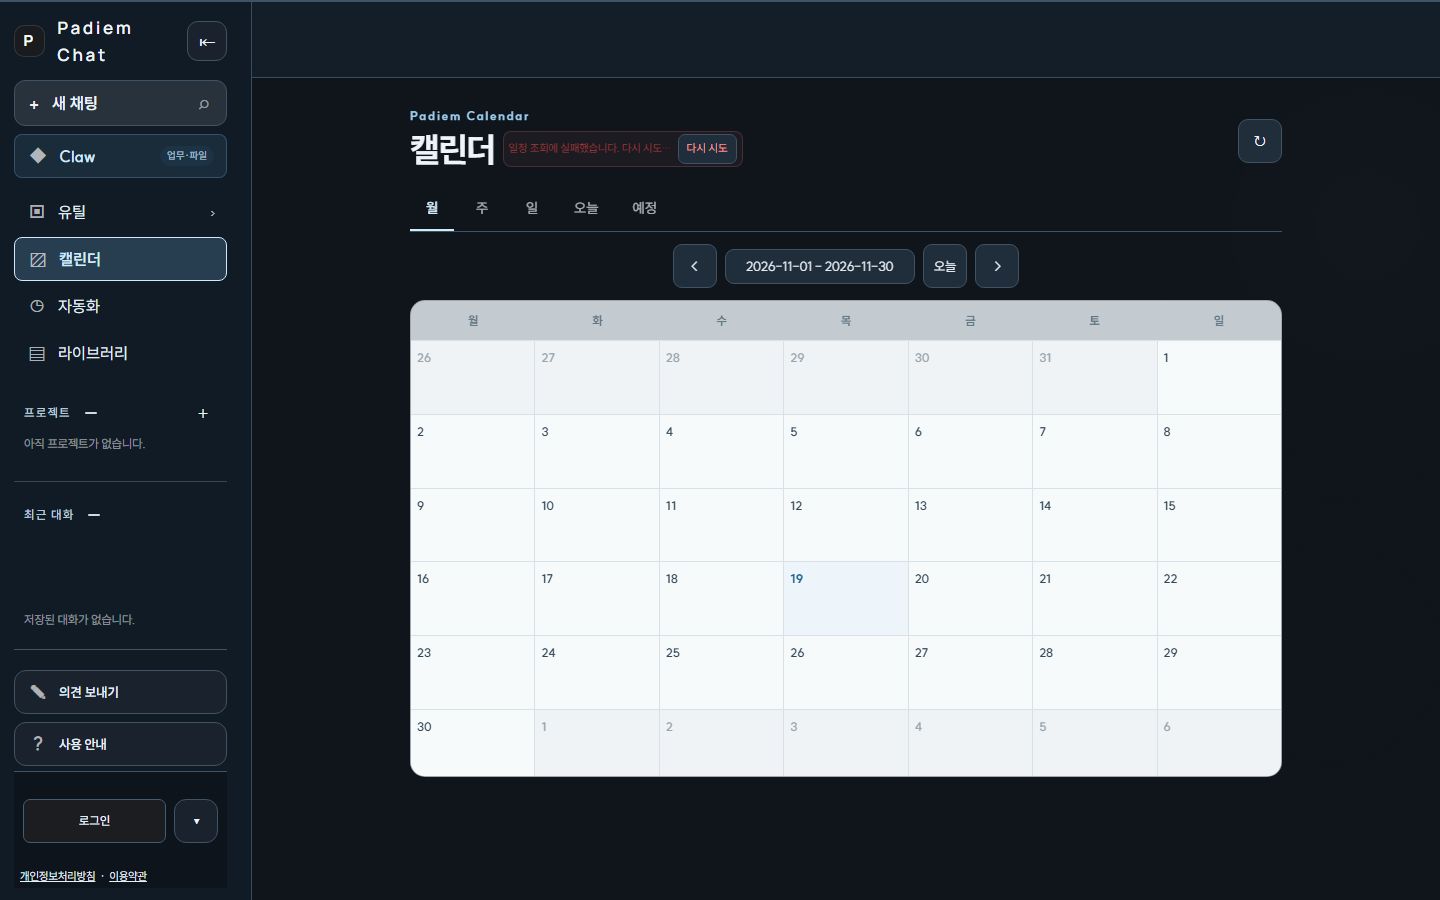 P
Padiem
Chat
+ 새 채팅
Claw 업무·파일
유틸
캘린더
자동화
라이브러리
프로젝트
아직 프로젝트가 없습니다.
최근 대화
저장된 대화가 없습니다.
의견 보내기
? 사용 안내
로그인
개인정보처리방침 · 이용약관
Padiem Calendar
캘린더 일정 조회에 실패했습니다. 다시 시도… 다시 시도
월 주 일 오늘 예정
2026-11-01 - 2026-11-30 오늘
월 화 수 목 금 토 일
26 27 28 29 30 31 1
2 3 4 5 6 7 8
9 10 11 12 13 14 15
16 17 18 19 20 21 22
23 24 25 26 27 28 29
30 1 2 3 4 5 6